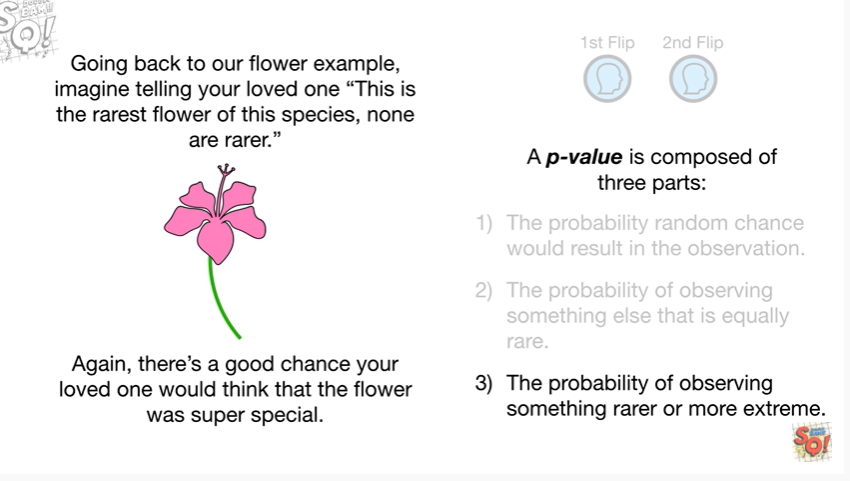 Going back to our flower example,
imagine telling your loved one “This is
the rarest flower of this species, none
are rarer.”
Again, there’s a good chance your
loved one would think that the flower
was super special.
1st Flip 2nd Flip
A p-value is composed of
three parts:
1) The probability random chance
would result in the observation.
2) The probability of observing
something else that is equally
rare.
3) The probability of observing
something rarer or more extreme.
SQ!